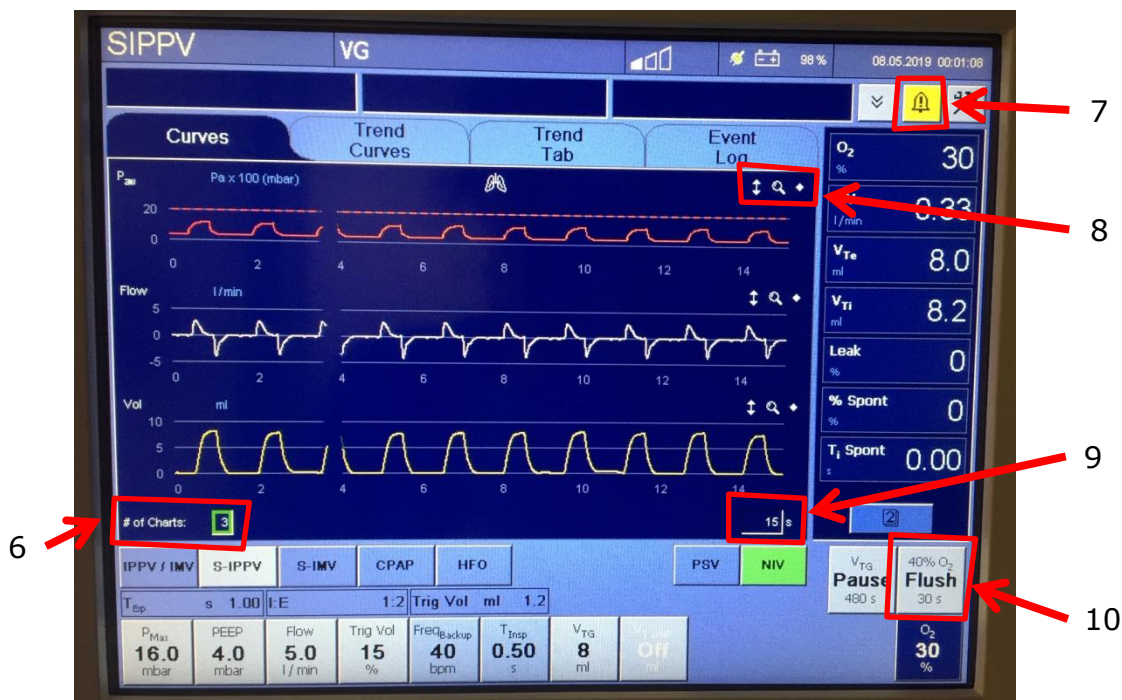 SIPPV VG 98 % 08.05.2019 00:01:08
7
Curves Trend Curves Trend Tab Event Log
O2 % 30
Paw Pa x 100 (mbar)
20
0
0 2 4 6 8 10 12 14
l/min 0.33
8
VTe ml 8.0
Flow l/min
5
0
-5
0 2 4 6 8 10 12 14
VTi ml 8.2
Leak % 0
Vol ml
10
5
0
0 2 4 6 8 10 12 14
% Spont % 0
Ti Spont s 0.00
9
6
# of Charts: 3 15 s 2
IPPV / IMV S-IPPV S-IMV CPAP HFO PSV NIV
VTG Pause 480 s
40% O2 Flush 30 s
10
s 1.00 I:E 1:2 Trig Vol ml 1.2
PMax 16.0 mbar
PEEP 4.0 mbar
Flow 5.0 l / min
Trig Vol 15 %
FreqBackup 40 bpm
TInsp 0.50 s
VTG 8 ml
Off ml
O2 30 %